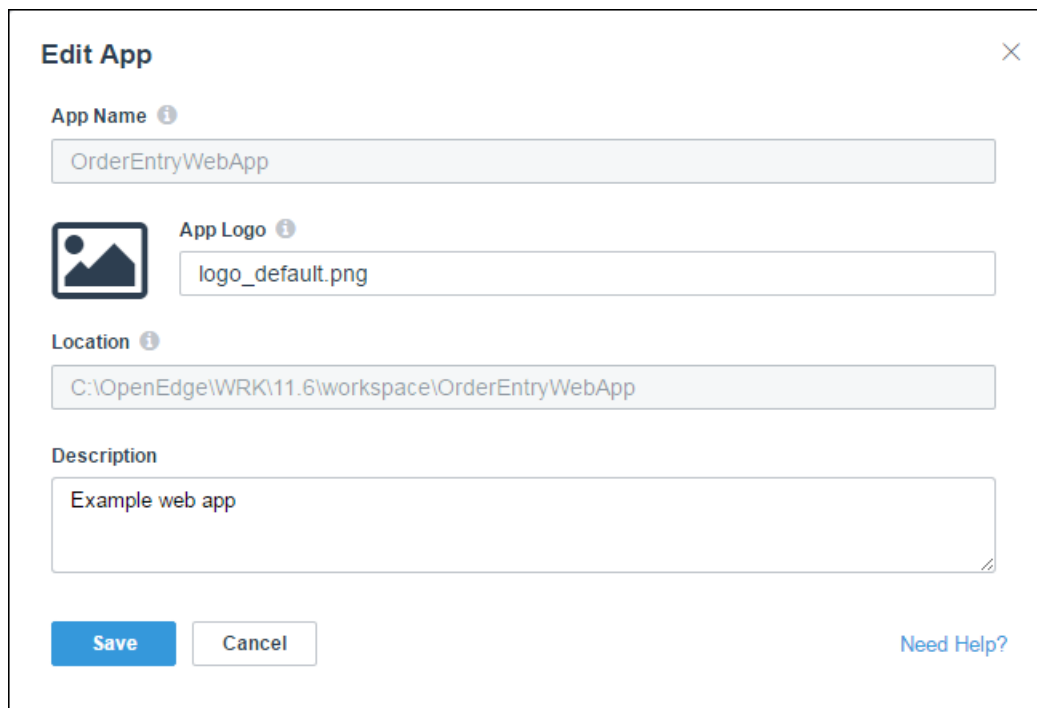 Edit App
App Name
OrderEntryWebApp
App Logo
logo_default.png
Location
C:\OpenEdge\WRK\11.6\workspace\OrderEntryWebApp
Description
Example web app
Save
Cancel
Need Help?